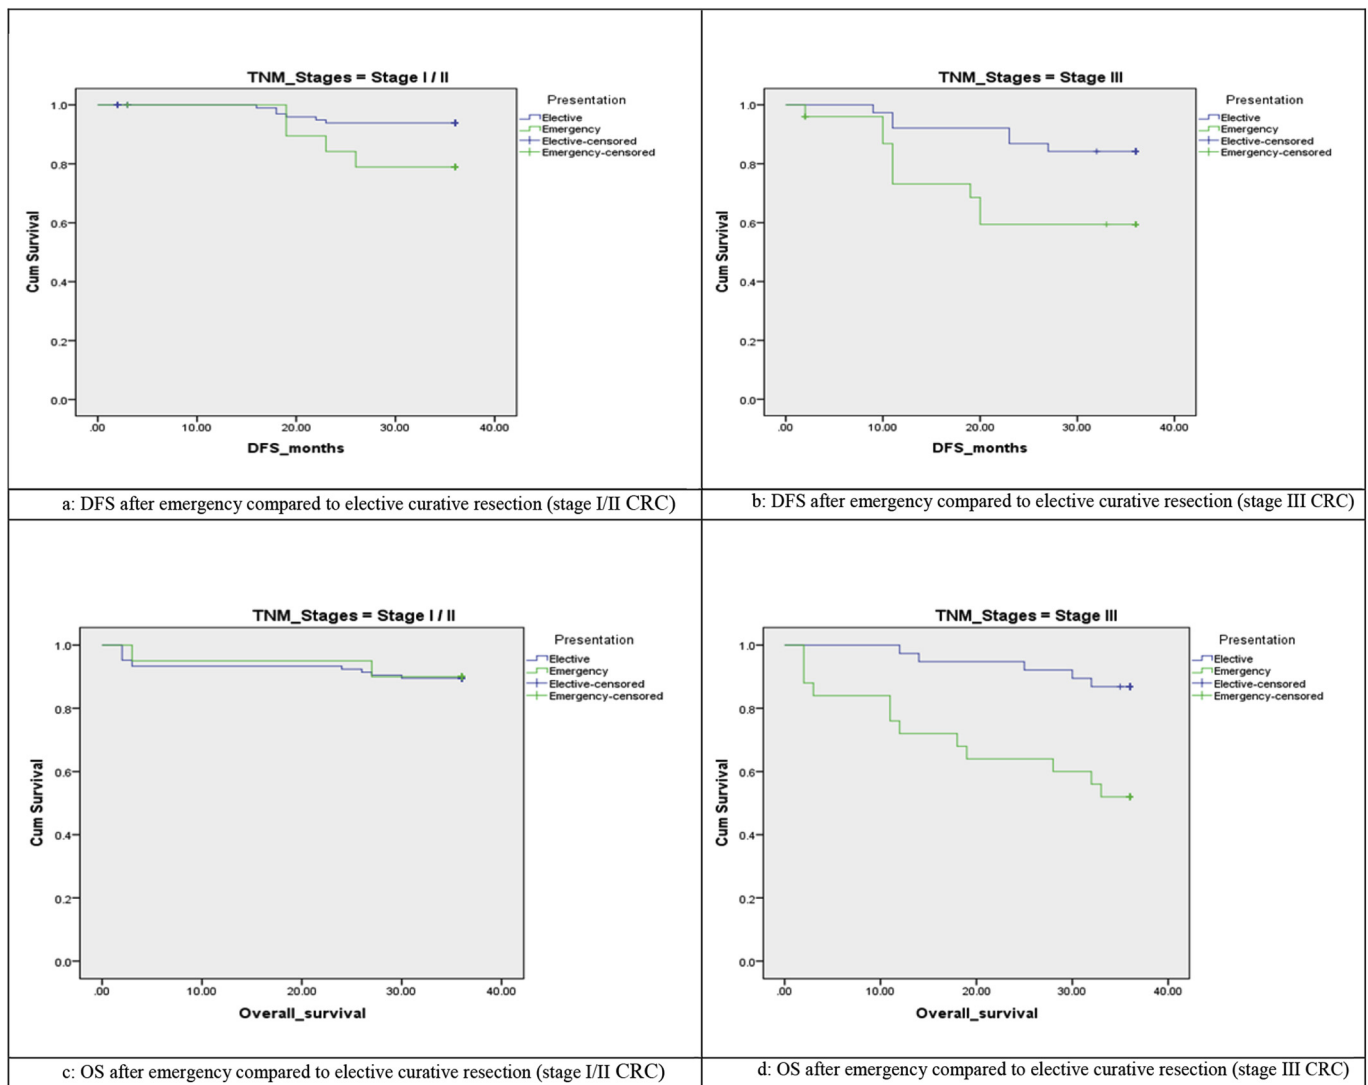 TNM_Stages = Stage I / II
Presentation
Elective
Emergency
Elective-censored
Emergency-censored
1.0
0.8
0.6
0.4
0.2
0.0
Cum Survival
.00 10.00 20.00 30.00 40.00
DFS_months
a: DFS after emergency compared to elective curative resection (stage I/II CRC)
TNM_Stages = Stage III
Presentation
Elective
Emergency
Elective-censored
Emergency-censored
1.0
0.8
0.6
0.4
0.2
0.0
Cum Survival
.00 10.00 20.00 30.00 40.00
DFS_months
b: DFS after emergency compared to elective curative resection (stage III CRC)
TNM_Stages = Stage I / II
Presentation
Elective
Emergency
Elective-censored
Emergency-censored
1.0
0.8
0.6
0.4
0.2
0.0
Cum Survival
.00 10.00 20.00 30.00 40.00
Overall_survival
c: OS after emergency compared to elective curative resection (stage I/II CRC)
TNM_Stages = Stage III
Presentation
Elective
Emergency
Elective-censored
Emergency-censored
1.0
0.8
0.6
0.4
0.2
0.0
Cum Survival
.00 10.00 20.00 30.00 40.00
Overall_survival
d: OS after emergency compared to elective curative resection (stage III CRC)